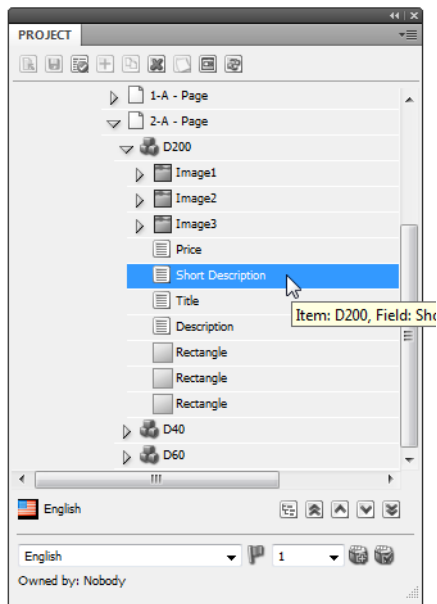 PROJECT
1-A - Page
2-A - Page
D200
Image1
Image2
Image3
Price
Short Description
Title
Item: D200, Field: Sho
Description
Rectangle
Rectangle
Rectangle
D40
D60
English
English 1
Owned by: Nobody